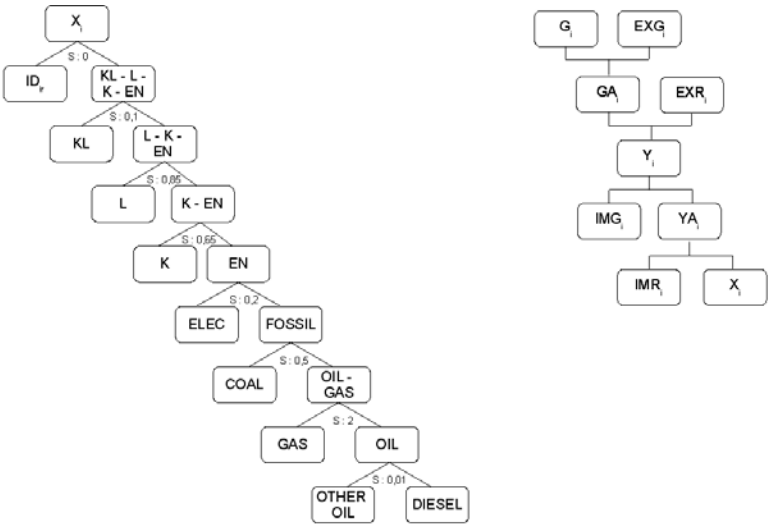 X i
S : 0
ID ir
KL - L -
K - EN
S : 0,1
KL
L - K -
EN
S : 0,85
L
K - EN
S : 0,65
K
EN
S : 0,2
ELEC
FOSSIL
S : 0,5
COAL
OIL -
GAS
S : 2
GAS
OIL
S : 0,01
OTHER
OIL
DIESEL
G i
EXG i
GA i
EXR i
Y i
IMG i
YA i
IMR i
X i